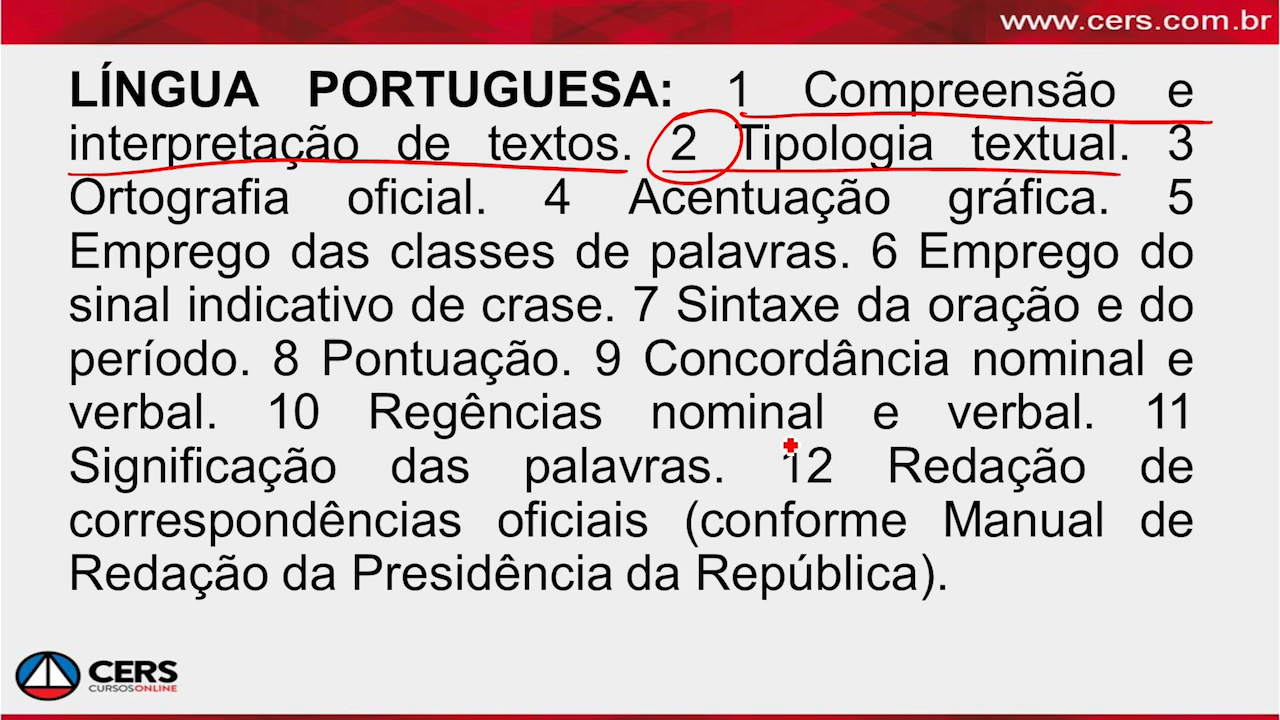 www.cers.com.br
LÍNGUA PORTUGUESA: 1 Compreensão e
interpretação de textos. 2 Tipologia textual. 3
Ortografia oficial. 4 Acentuação gráfica. 5
Emprego das classes de palavras. 6 Emprego do
sinal indicativo de crase. 7 Sintaxe da oração e do
período. 8 Pontuação. 9 Concordância nominal e
verbal. 10 Regências nominal e verbal. 11
Significação das palavras. 12 Redação de
correspondências oficiais (conforme Manual de
Redação da Presidência da República).
CERS
CURSOSONLINE